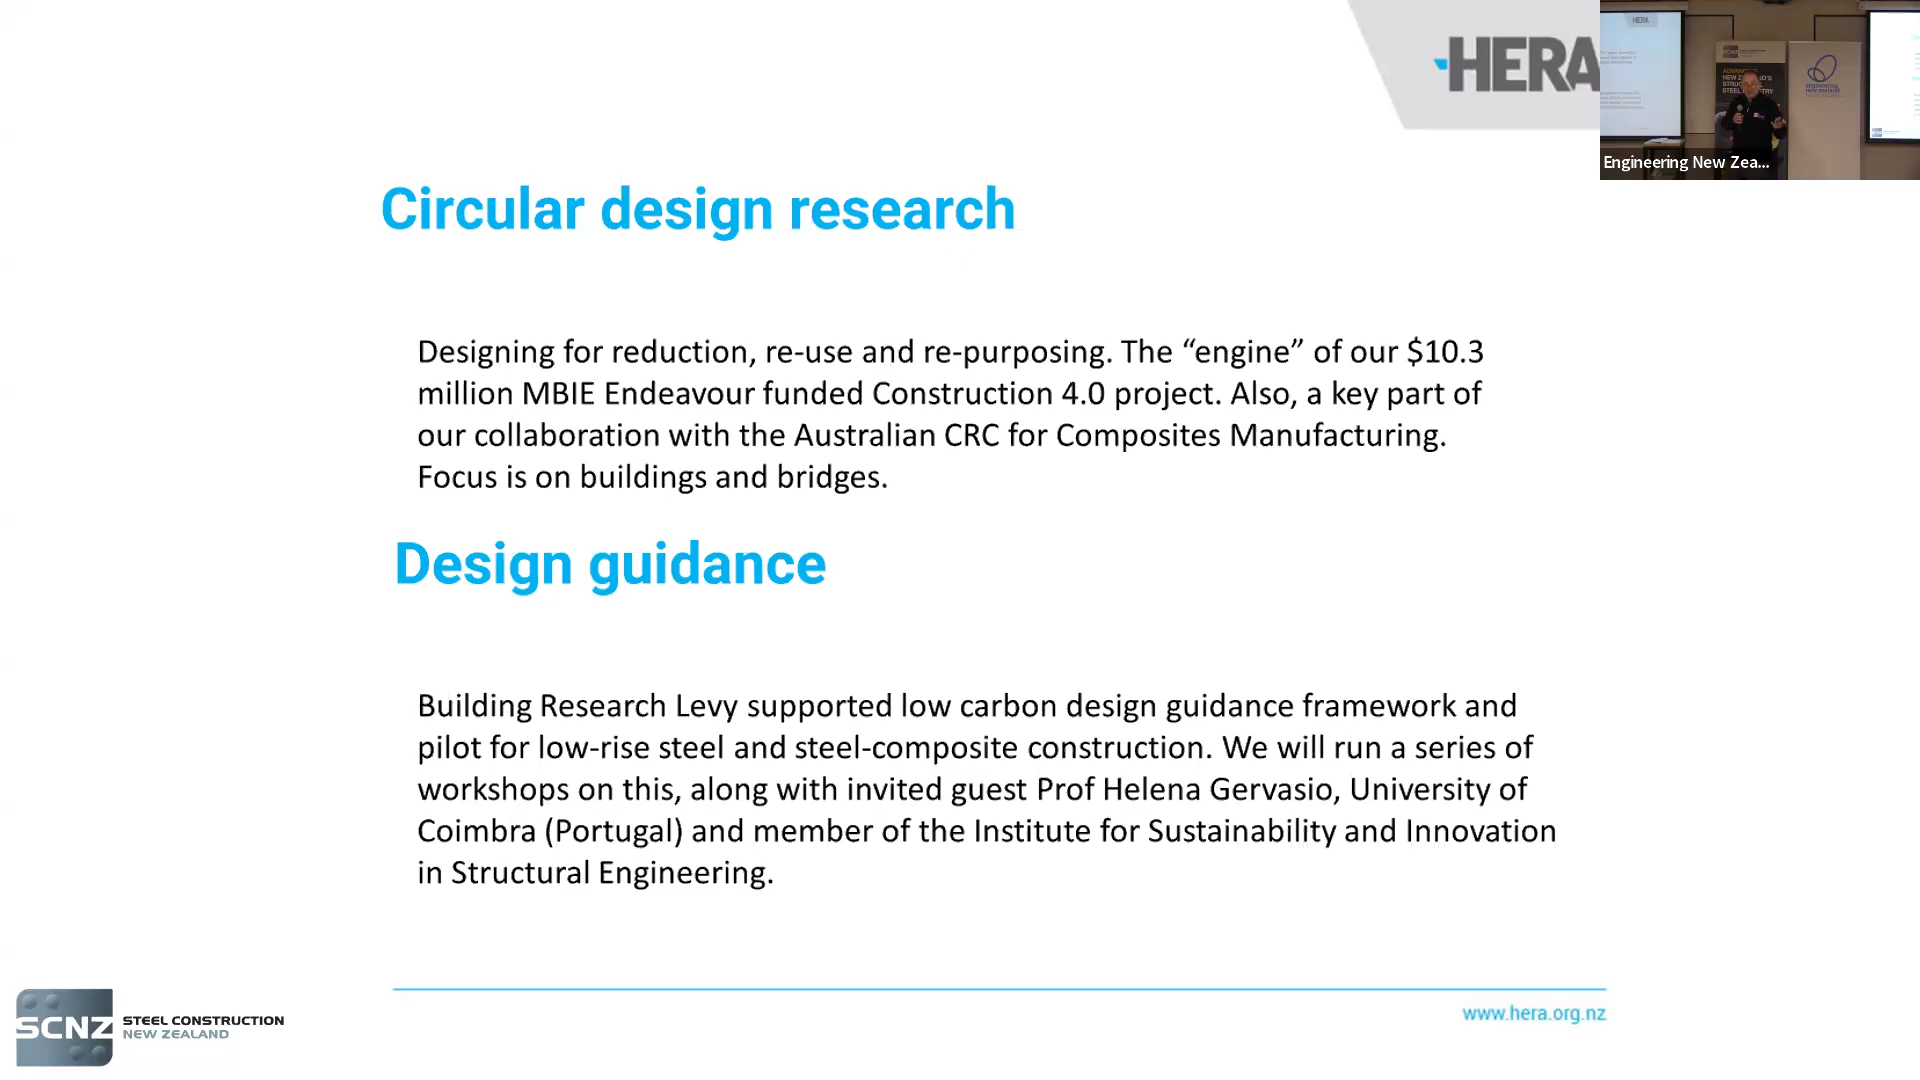 HERA
Engineering New Zea...
Circular design research
Designing for reduction, re-use and re-purposing. The “engine” of our $10.3
million MBIE Endeavour funded Construction 4.0 project. Also, a key part of
our collaboration with the Australian CRC for Composites Manufacturing.
Focus is on buildings and bridges.
Design guidance
Building Research Levy supported low carbon design guidance framework and
pilot for low-rise steel and steel-composite construction. We will run a series of
workshops on this, along with invited guest Prof Helena Gervasio, University of
Coimbra (Portugal) and member of the Institute for Sustainability and Innovation
in Structural Engineering.
SCNZ
STEEL CONSTRUCTION
NEW ZEALAND
www.hera.org.nz